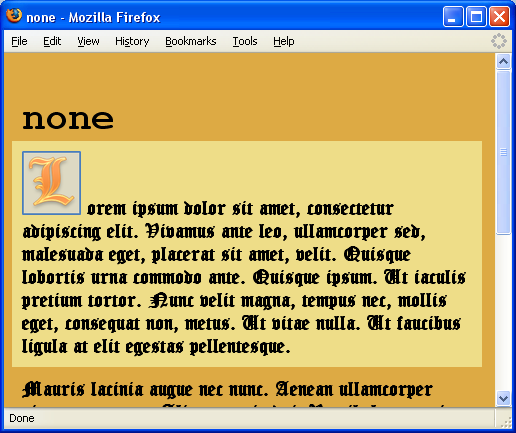 none - Mozilla Firefox
File Edit View History Bookmarks Tools Help
none
L orem ipsum dolor sit amet, consectetur
adipiscing elit. Vivamus ante leo, ullamcorper sed,
malesuada eget, placerat sit amet, velit. Quisque
lobortis urna commodo ante. Quisque ipsum. Ut iaculis
pretium tortor. Nunc velit magna, tempus nec, mollis
eget, consequat non, metus. Ut vitae nulla. Ut faucibus
ligula at elit egestas pellentesque.
Mauris lacinia augue nec nunc. Aenean ullamcorper
Done